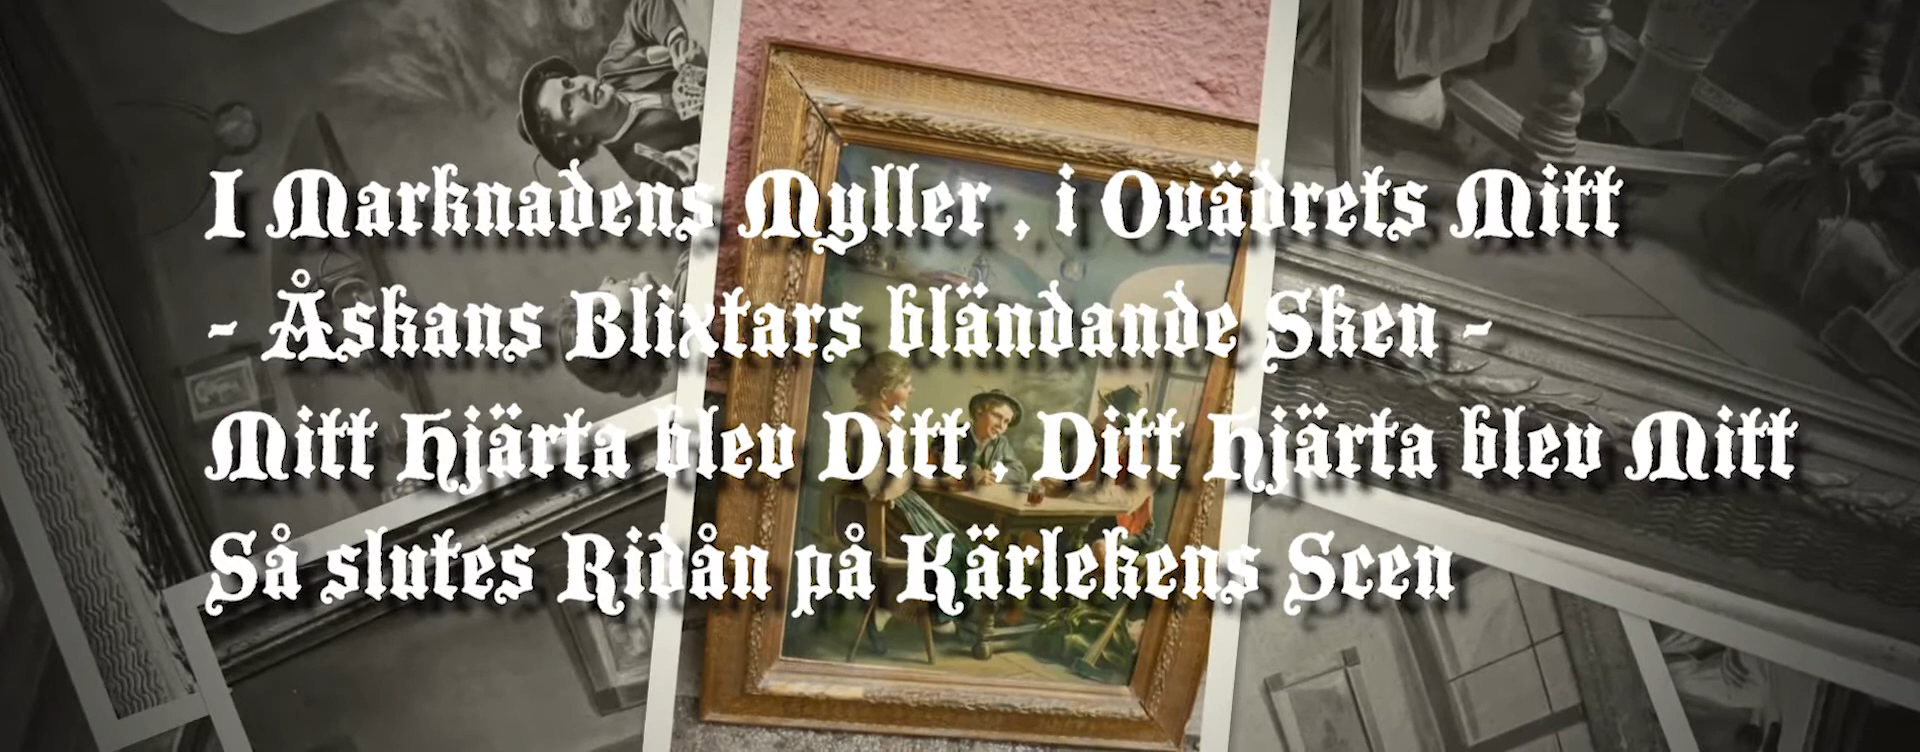 I Marknadens Myller , i Ovädrets Mitt
- Åskans Blixtars bländande Sken -
Mitt Hjärta blev Ditt , Ditt Hjärta blev Mitt
Så slutes Ridån på Kärlekens Scen